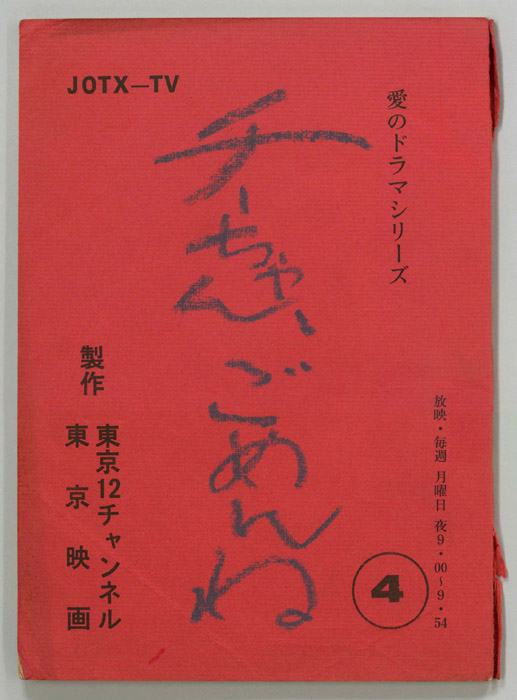 JOTX—TV
愛のドラマシリーズ
チーちゃん、ごめんね
放映・毎週 月曜日 夜9・00～9・54
④
製作 東京12チャンネル
東京映画